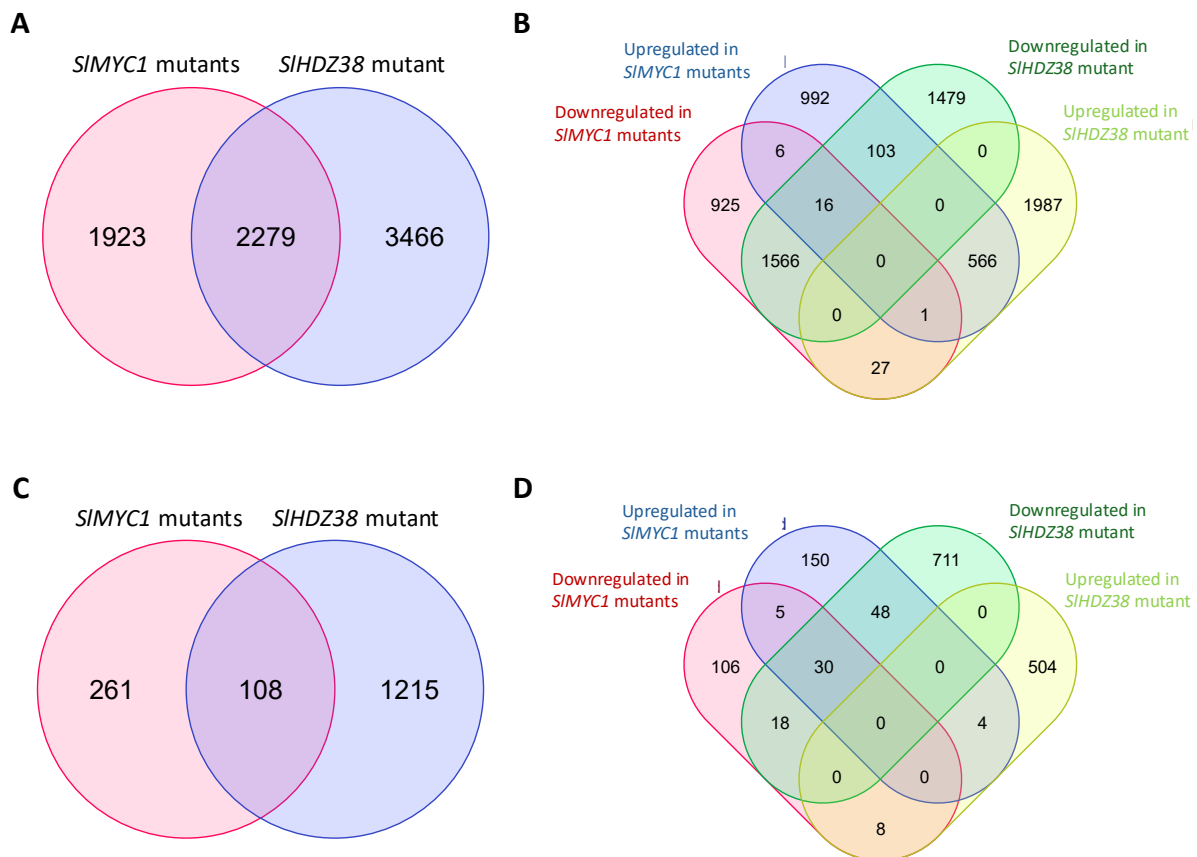 A
SlMYC1 mutants
SlHDZ38 mutant
1923
2279
3466
B
Upregulated in
SlMYC1 mutants
Downregulated in
SlHDZ38 mutant
Downregulated in
SlMYC1 mutants
Upregulated in
SlHDZ38 mutant
992
1479
6
103
0
925
16
0
1987
1566
0
566
0
1
27
C
SlMYC1 mutants
SlHDZ38 mutant
261
108
1215
D
Upregulated in
SlMYC1 mutants
Downregulated in
SlHDZ38 mutant
Downregulated in
SlMYC1 mutants
Upregulated in
SlHDZ38 mutant
150
711
5
48
0
106
30
0
504
18
0
4
0
0
8